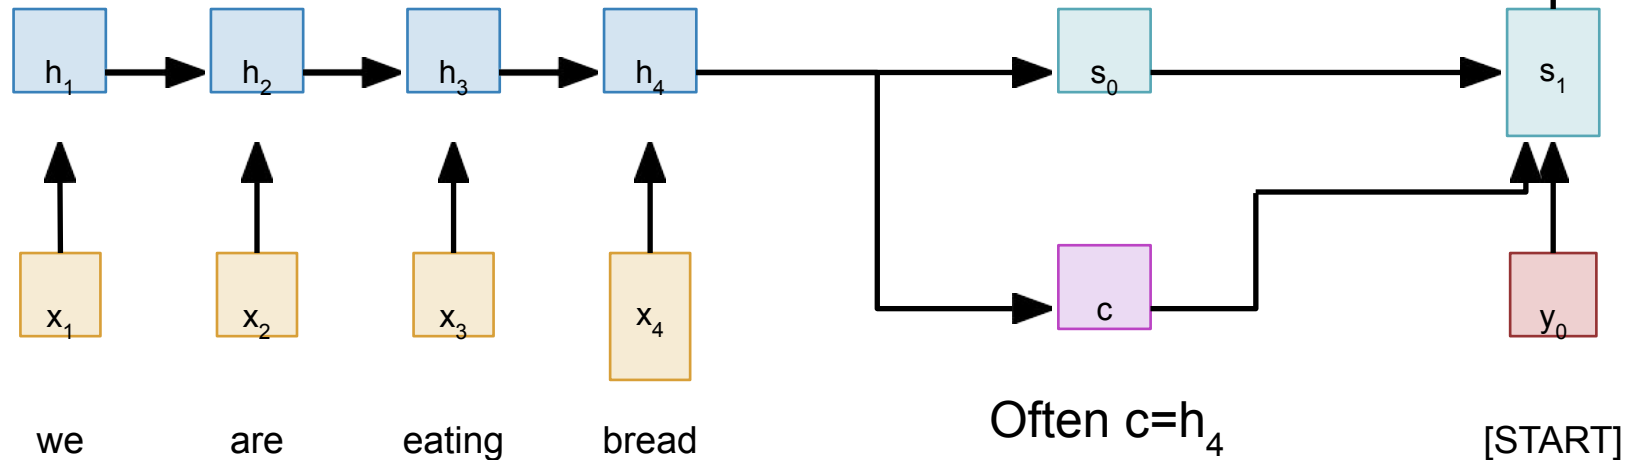 h₁ h₂ h₃ h₄ s₀ s₁
x₁ x₂ x₃ x₄ c y₀
we are eating bread Often c=h₄ [START]